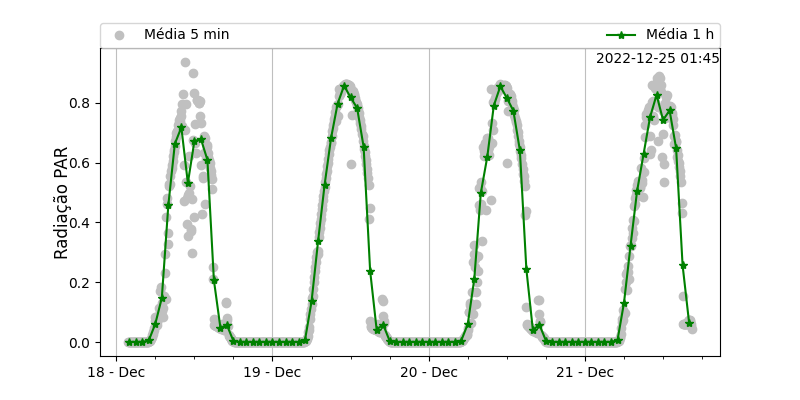 Média 5 min
Média 1 h
2022-12-25 01:45
Radiação PAR
0.8
0.6
0.4
0.2
0.0
18 - Dec
19 - Dec
20 - Dec
21 - Dec